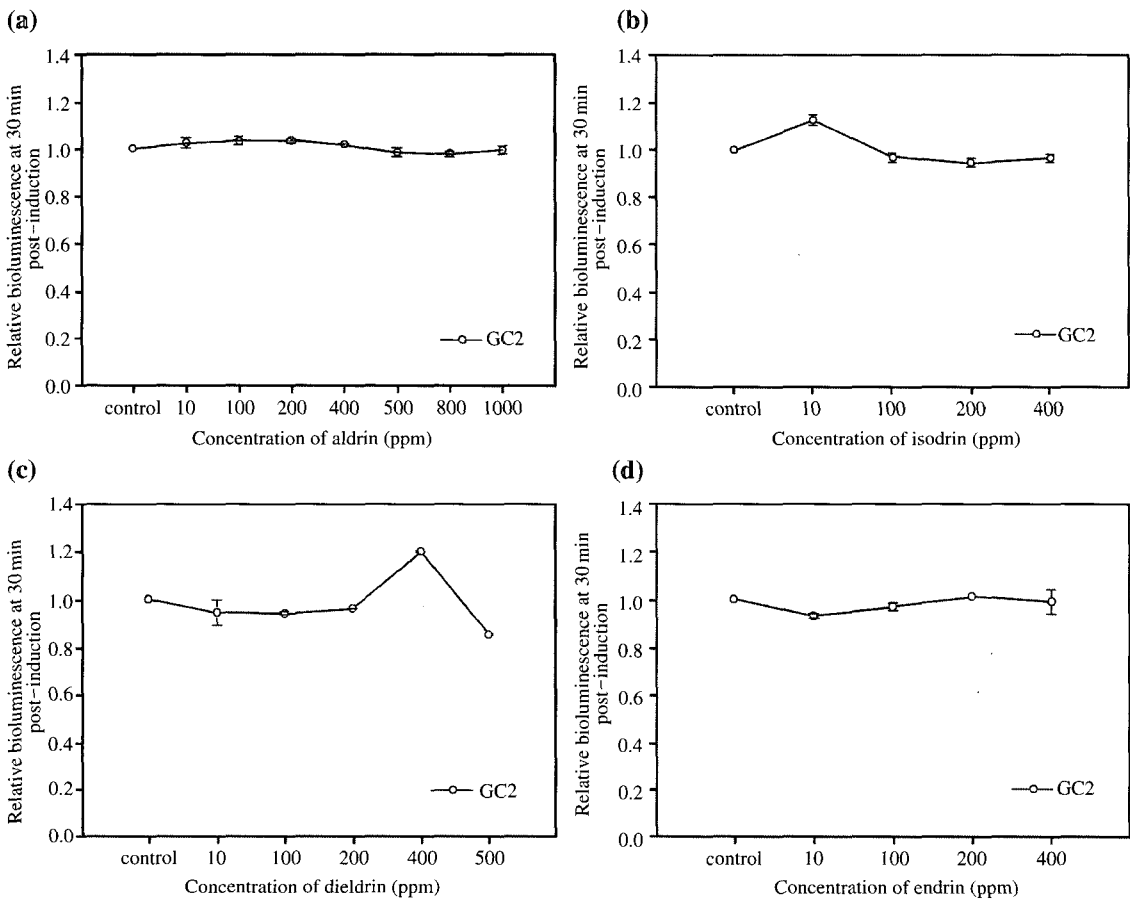 (a)
Relative bioluminescence at 30 min
post-induction
1.4
1.2
1.0
0.8
0.6
0.4
0.2
0.0
GC2
control 10 100 200 400 500 800 1000
Concentration of aldrin (ppm)
(b)
Relative bioluminescence at 30 min
post-induction
1.4
1.2
1.0
0.8
0.6
0.4
0.2
0.0
GC2
control 10 100 200 400
Concentration of isodrin (ppm)
(c)
Relative bioluminescence at 30 min
post-induction
1.4
1.2
1.0
0.8
0.6
0.4
0.2
0.0
GC2
control 10 100 200 400 500
Concentration of dieldrin (ppm)
(d)
Relative bioluminescence at 30 min
post-induction
1.4
1.2
1.0
0.8
0.6
0.4
0.2
0.0
GC2
control 10 100 200 400
Concentration of endrin (ppm)